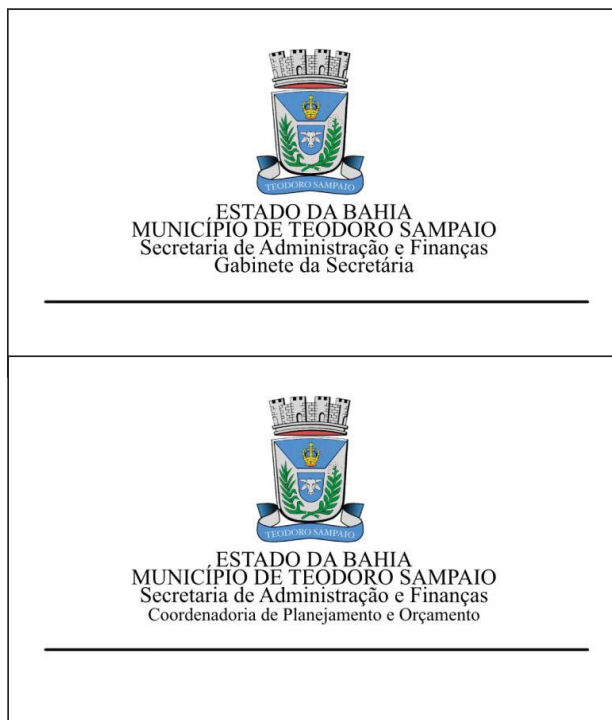 TEODORO SAMPAIO
ESTADO DA BAHIA
MUNICÍPIO DE TEODORO SAMPAIO
Secretaria de Administração e Finanças
Gabinete da Secretária
TEODORO SAMPAIO
ESTADO DA BAHIA
MUNICÍPIO DE TEODORO SAMPAIO
Secretaria de Administração e Finanças
Coordenadoria de Planejamento e Orçamento